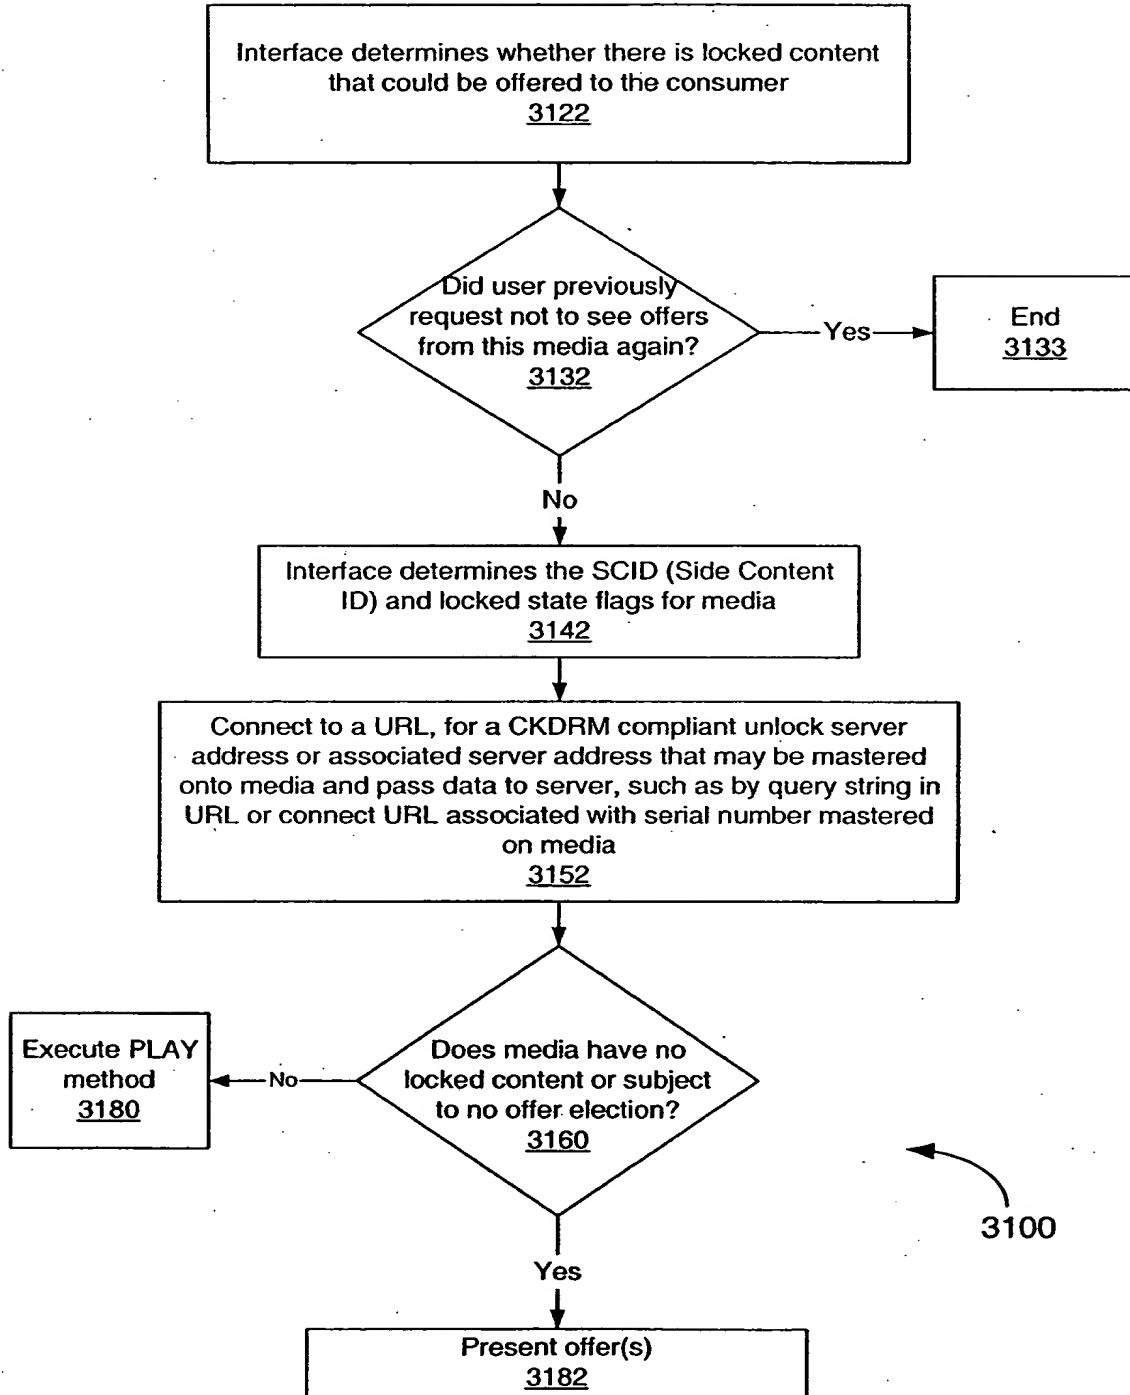 Interface determines whether there is locked content
that could be offered to the consumer
3122
Did user previously
request not to see offers
from this media again?
3132
Yes
End
3133
No
Interface determines the SCID (Side Content
ID) and locked state flags for media
3142
Connect to a URL, for a CKDRM compliant unlock server
address or associated server address that may be mastered
onto media and pass data to server, such as by query string in
URL or connect URL associated with serial number mastered
on media
3152
Does media have no
locked content or subject
to no offer election?
3160
No
Execute PLAY
method
3180
3100
Yes
Present offer(s)
3182